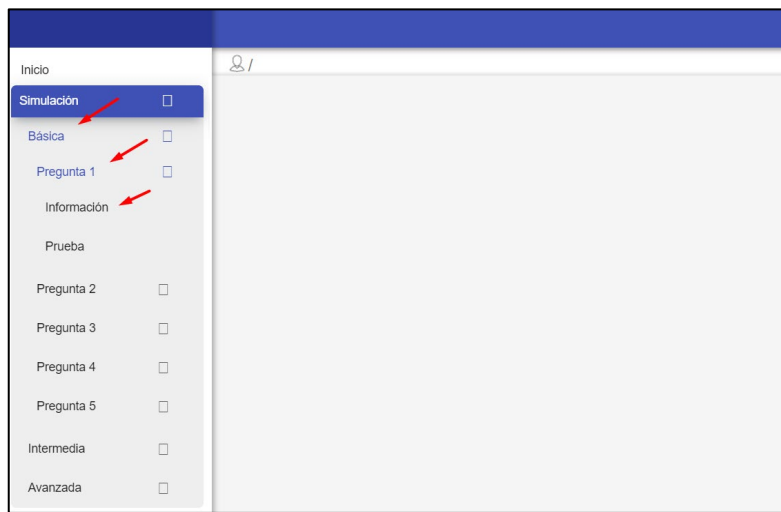 Inicio
/
Simulación
Básica
Pregunta 1
Información
Prueba
Pregunta 2
Pregunta 3
Pregunta 4
Pregunta 5
Intermedia
Avanzada